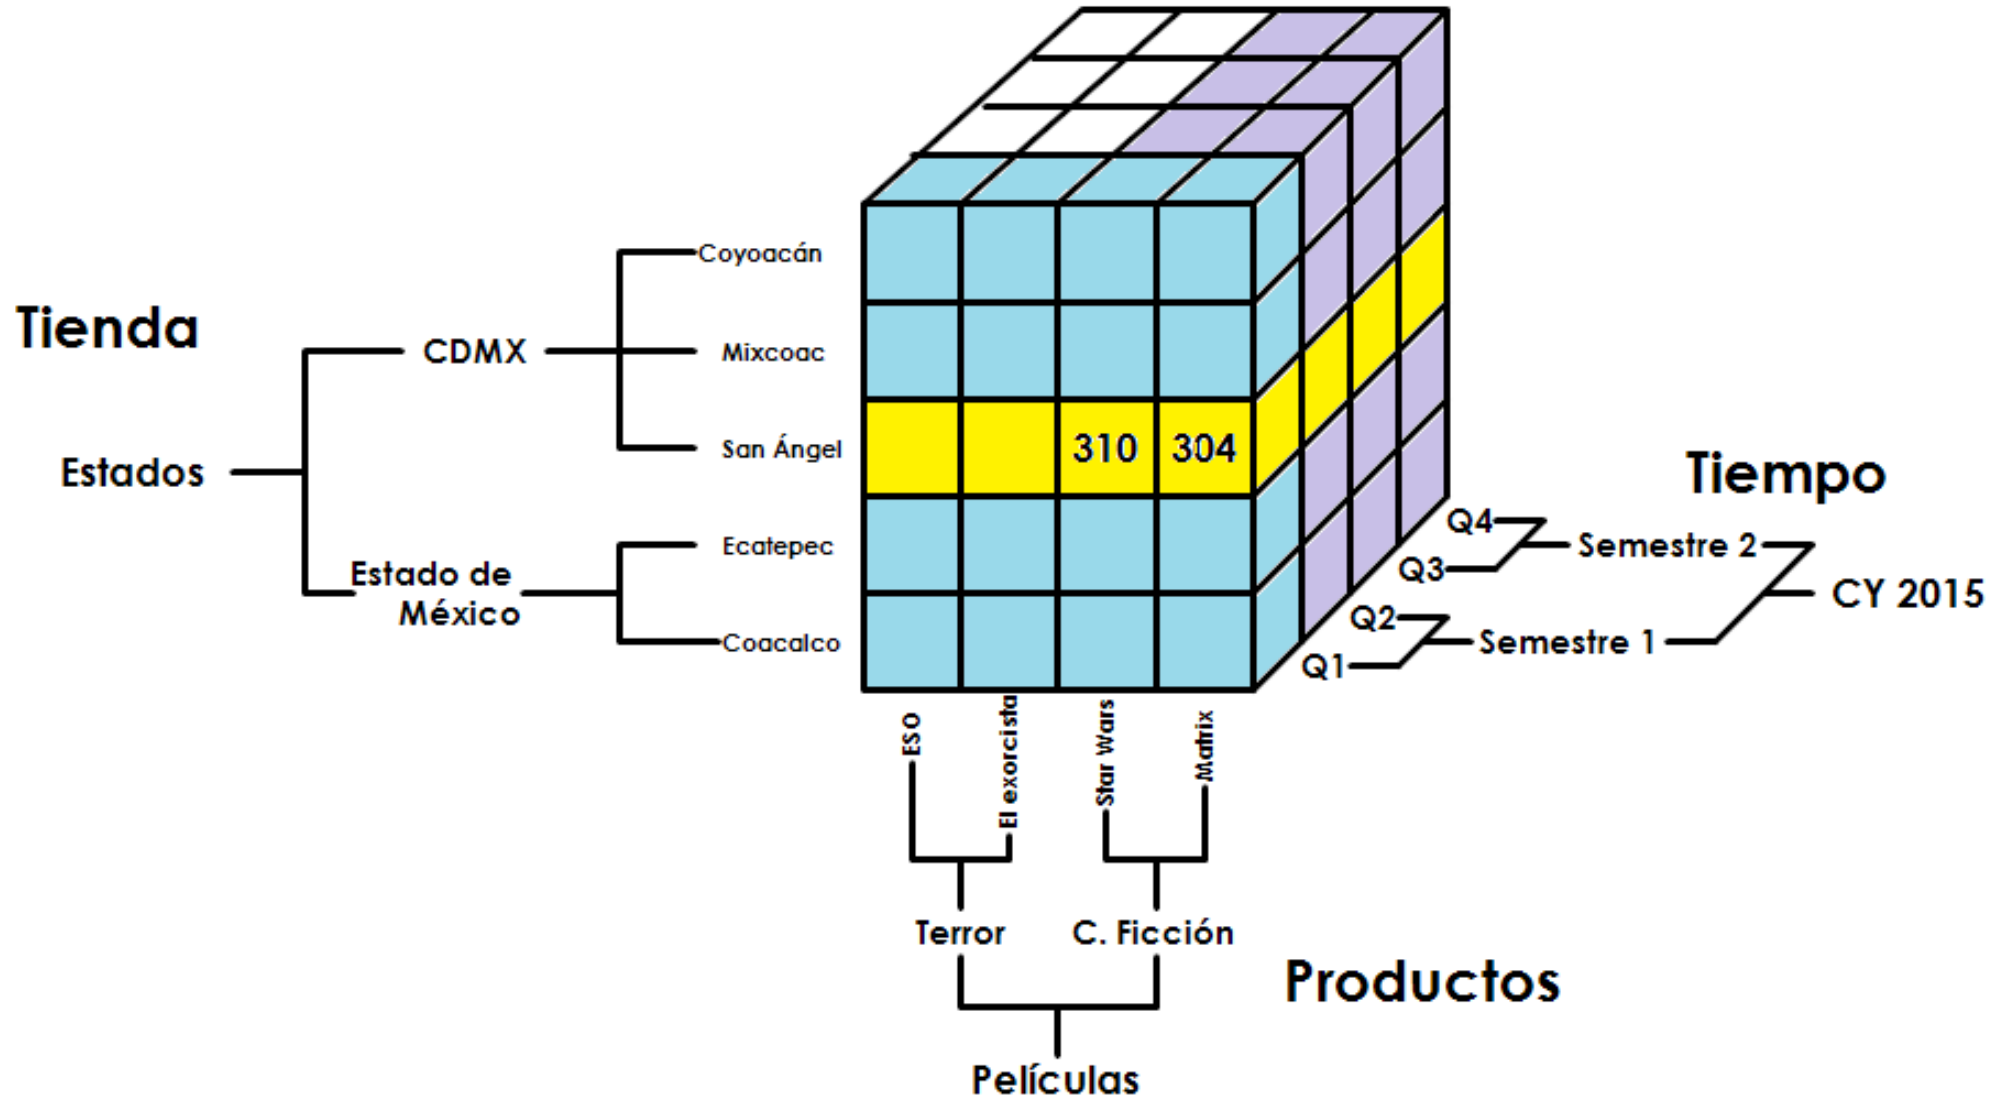 Tienda
Estados
CDMX
Estado de
México
Coyoacán
Mixcoac
San Ángel
Ecatepec
Coacalco
310
304
Tiempo
Q4
Q3
Q2
Q1
Semestre 2
Semestre 1
CY 2015
ESO
El exorcista
Star Wars
Matrix
Terror
C. Ficción
Productos
Películas